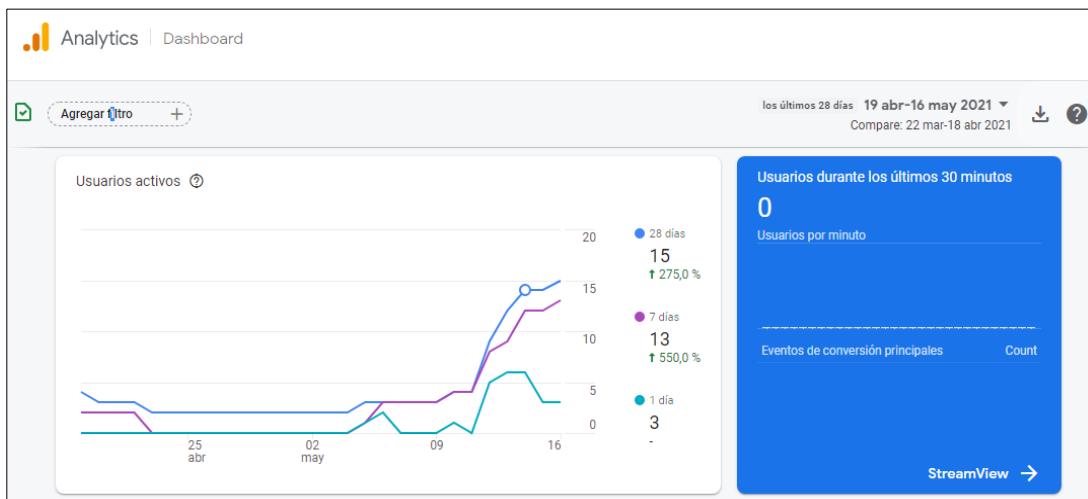 Analytics Dashboard
Agregar filtro +
los últimos 28 días 19 abr-16 may 2021
Compare: 22 mar-18 abr 2021
Usuarios activos
20
15
10
5
0
25 abr
02 may
09
16
28 días
15
↑ 275,0 %
7 días
13
↑ 550,0 %
1 día
3
-
Usuarios durante los últimos 30 minutos
0
Usuarios por minuto
Eventos de conversión principales Count
StreamView →